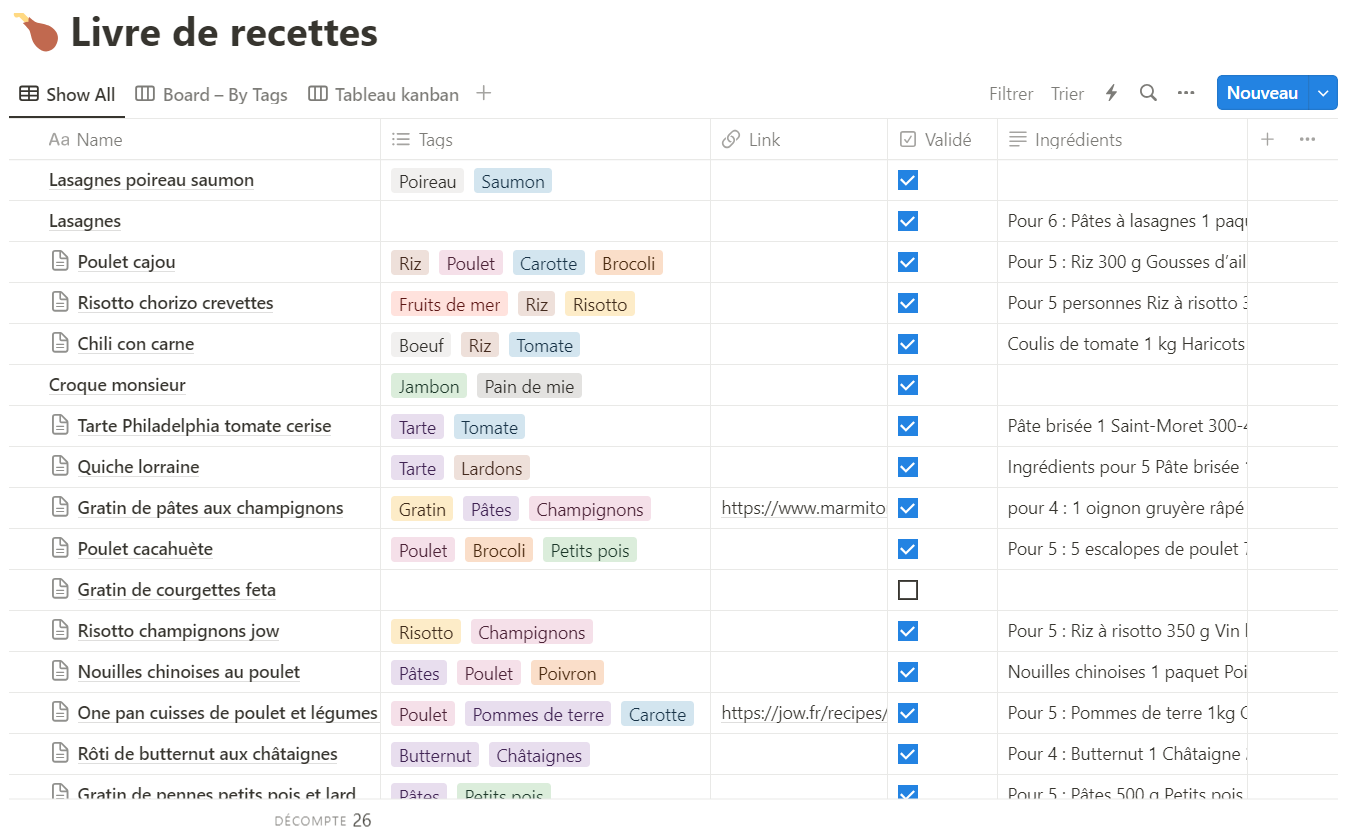 Livre de recettes
Show All Board – By Tags Tableau kanban Filtrer Trier Nouveau
Aa Name Tags Link Validé Ingrédients
Lasagnes poireau saumon Poireau Saumon
Lasagnes Pour 6 : Pâtes à lasagnes 1 paqu
Poulet cajou Riz Poulet Carotte Brocoli Pour 5 : Riz 300 g Gousses d’ail
Risotto chorizo crevettes Fruits de mer Riz Risotto Pour 5 personnes Riz à risotto 3
Chili con carne Boeuf Riz Tomate Coulis de tomate 1 kg Haricots
Croque monsieur Jambon Pain de mie
Tarte Philadelphia tomate cerise Tarte Tomate Pâte brisée 1 Saint-Moret 300-4
Quiche lorraine Tarte Lardons Ingrédients pour 5 Pâte brisée
Gratin de pâtes aux champignons Gratin Pâtes Champignons https://www.marmito pour 4 : 1 oignon gruyère râpé
Poulet cacahuète Poulet Brocoli Petits pois Pour 5 : 5 escalopes de poulet
Gratin de courgettes feta
Risotto champignons jow Risotto Champignons Pour 5 : Riz à risotto 350 g Vin
Nouilles chinoises au poulet Pâtes Poulet Poivron Nouilles chinoises 1 paquet Poi
One pan cuisses de poulet et légumes Poulet Pommes de terre Carotte https://jow.fr/recipes/ Pour 5 : Pommes de terre 1kg
Rôti de butternut aux châtaignes Butternut Châtaignes Pour 4 : Butternut 1 Châtaigne
Gratin de pennes petits pois et lard Pâtes Petits pois Pour 5 : Pâtes 500 g Petits pois
DÉCOMPTE 26